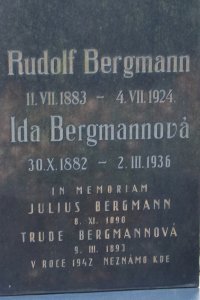 Rudolf Bergmann
11. VII. 1883 – 4. VII. 1924
Ida Bergmannová
30. X. 1882 – 2. III. 1936
IN MEMORIAM
JULIUS BERGMANN
8. XI. 1890
TRUDE BERGMANNOVÁ
9. III. 1893
V ROCE 1942 NEZNÁMO KDE